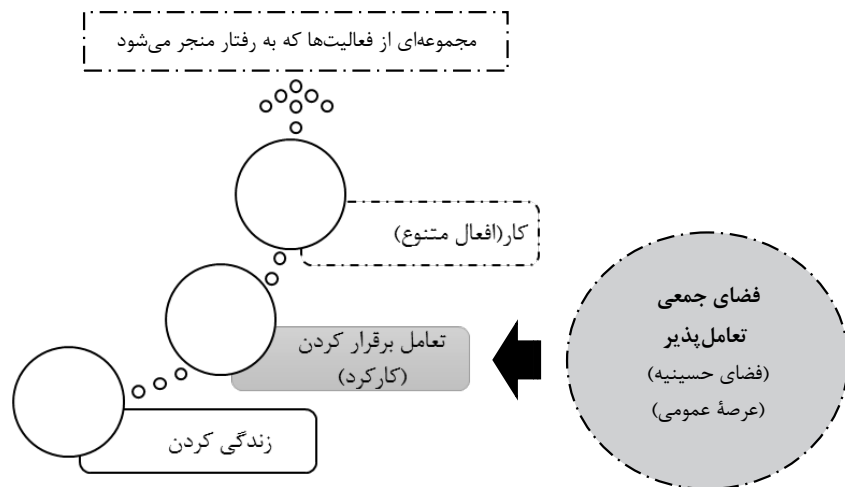 مجموعه‌ای از فعالیت‌ها که به رفتار منجر می‌شود
کار(افعال متنوع)
فضای جمعی
تعامل‌پذیر
(فضای حسینیه)
(عرصهٔ عمومی)
تعامل برقرار کردن
(کارکرد)
زندگی کردن